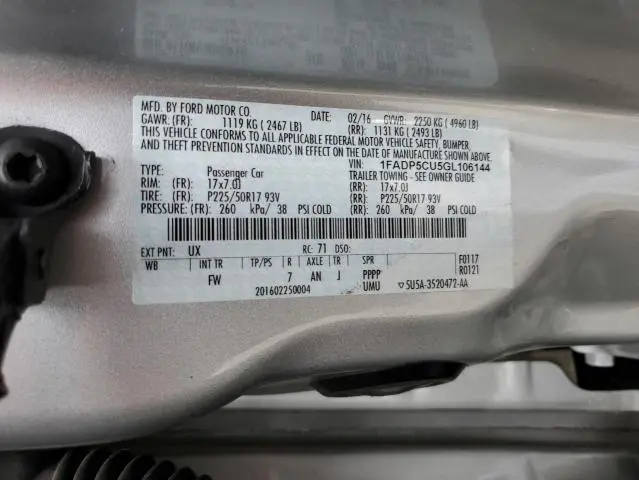 MFD. BY FORD MOTOR CO. DATE: 02/16 GVWR: 2250 KG ( 4960 LB)
GAWR: (FR): 1119 KG ( 2467 LB) (RR): 1131 KG ( 2493 LB)
THIS VEHICLE CONFORMS TO ALL APPLICABLE FEDERAL MOTOR VEHICLE SAFETY, BUMPER,
AND THEFT PREVENTION STANDARDS IN EFFECT ON THE DATE OF MANUFACTURE SHOWN ABOVE.
VIN: 1FADP5CU5GL106144
TYPE: Passenger Car TRAILER TOWING - SEE OWNER GUIDE
RIM: (FR): 17x7.0J (RR): 17x7.0J
TIRE: (FR): P225/50R17 93V (RR): P225/50R17 93V
PRESSURE: (FR): 260 kPa/ 38 PSI COLD (RR): 260 kPa/ 38 PSI COLD
EXT PNT: UX RC: 71 DSO: F0117
WB INT TR TP/PS R AXLE TR SPR R0121
FW 7 AN J PPPP
201602250004 UMU 5U5A-3520472-AA